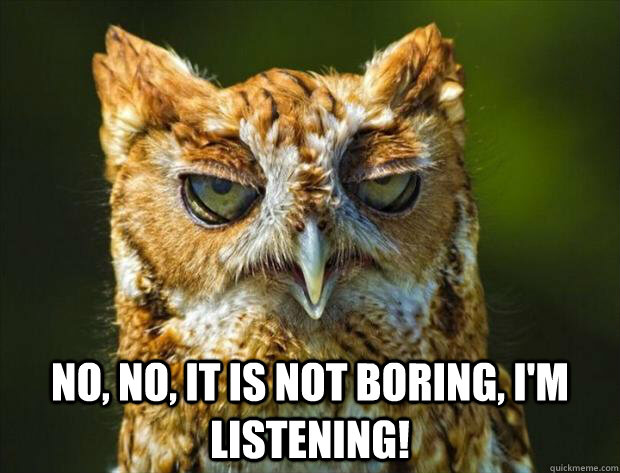 NO, NO, IT IS NOT BORING, I'M
LISTENING!
quickmeme.com